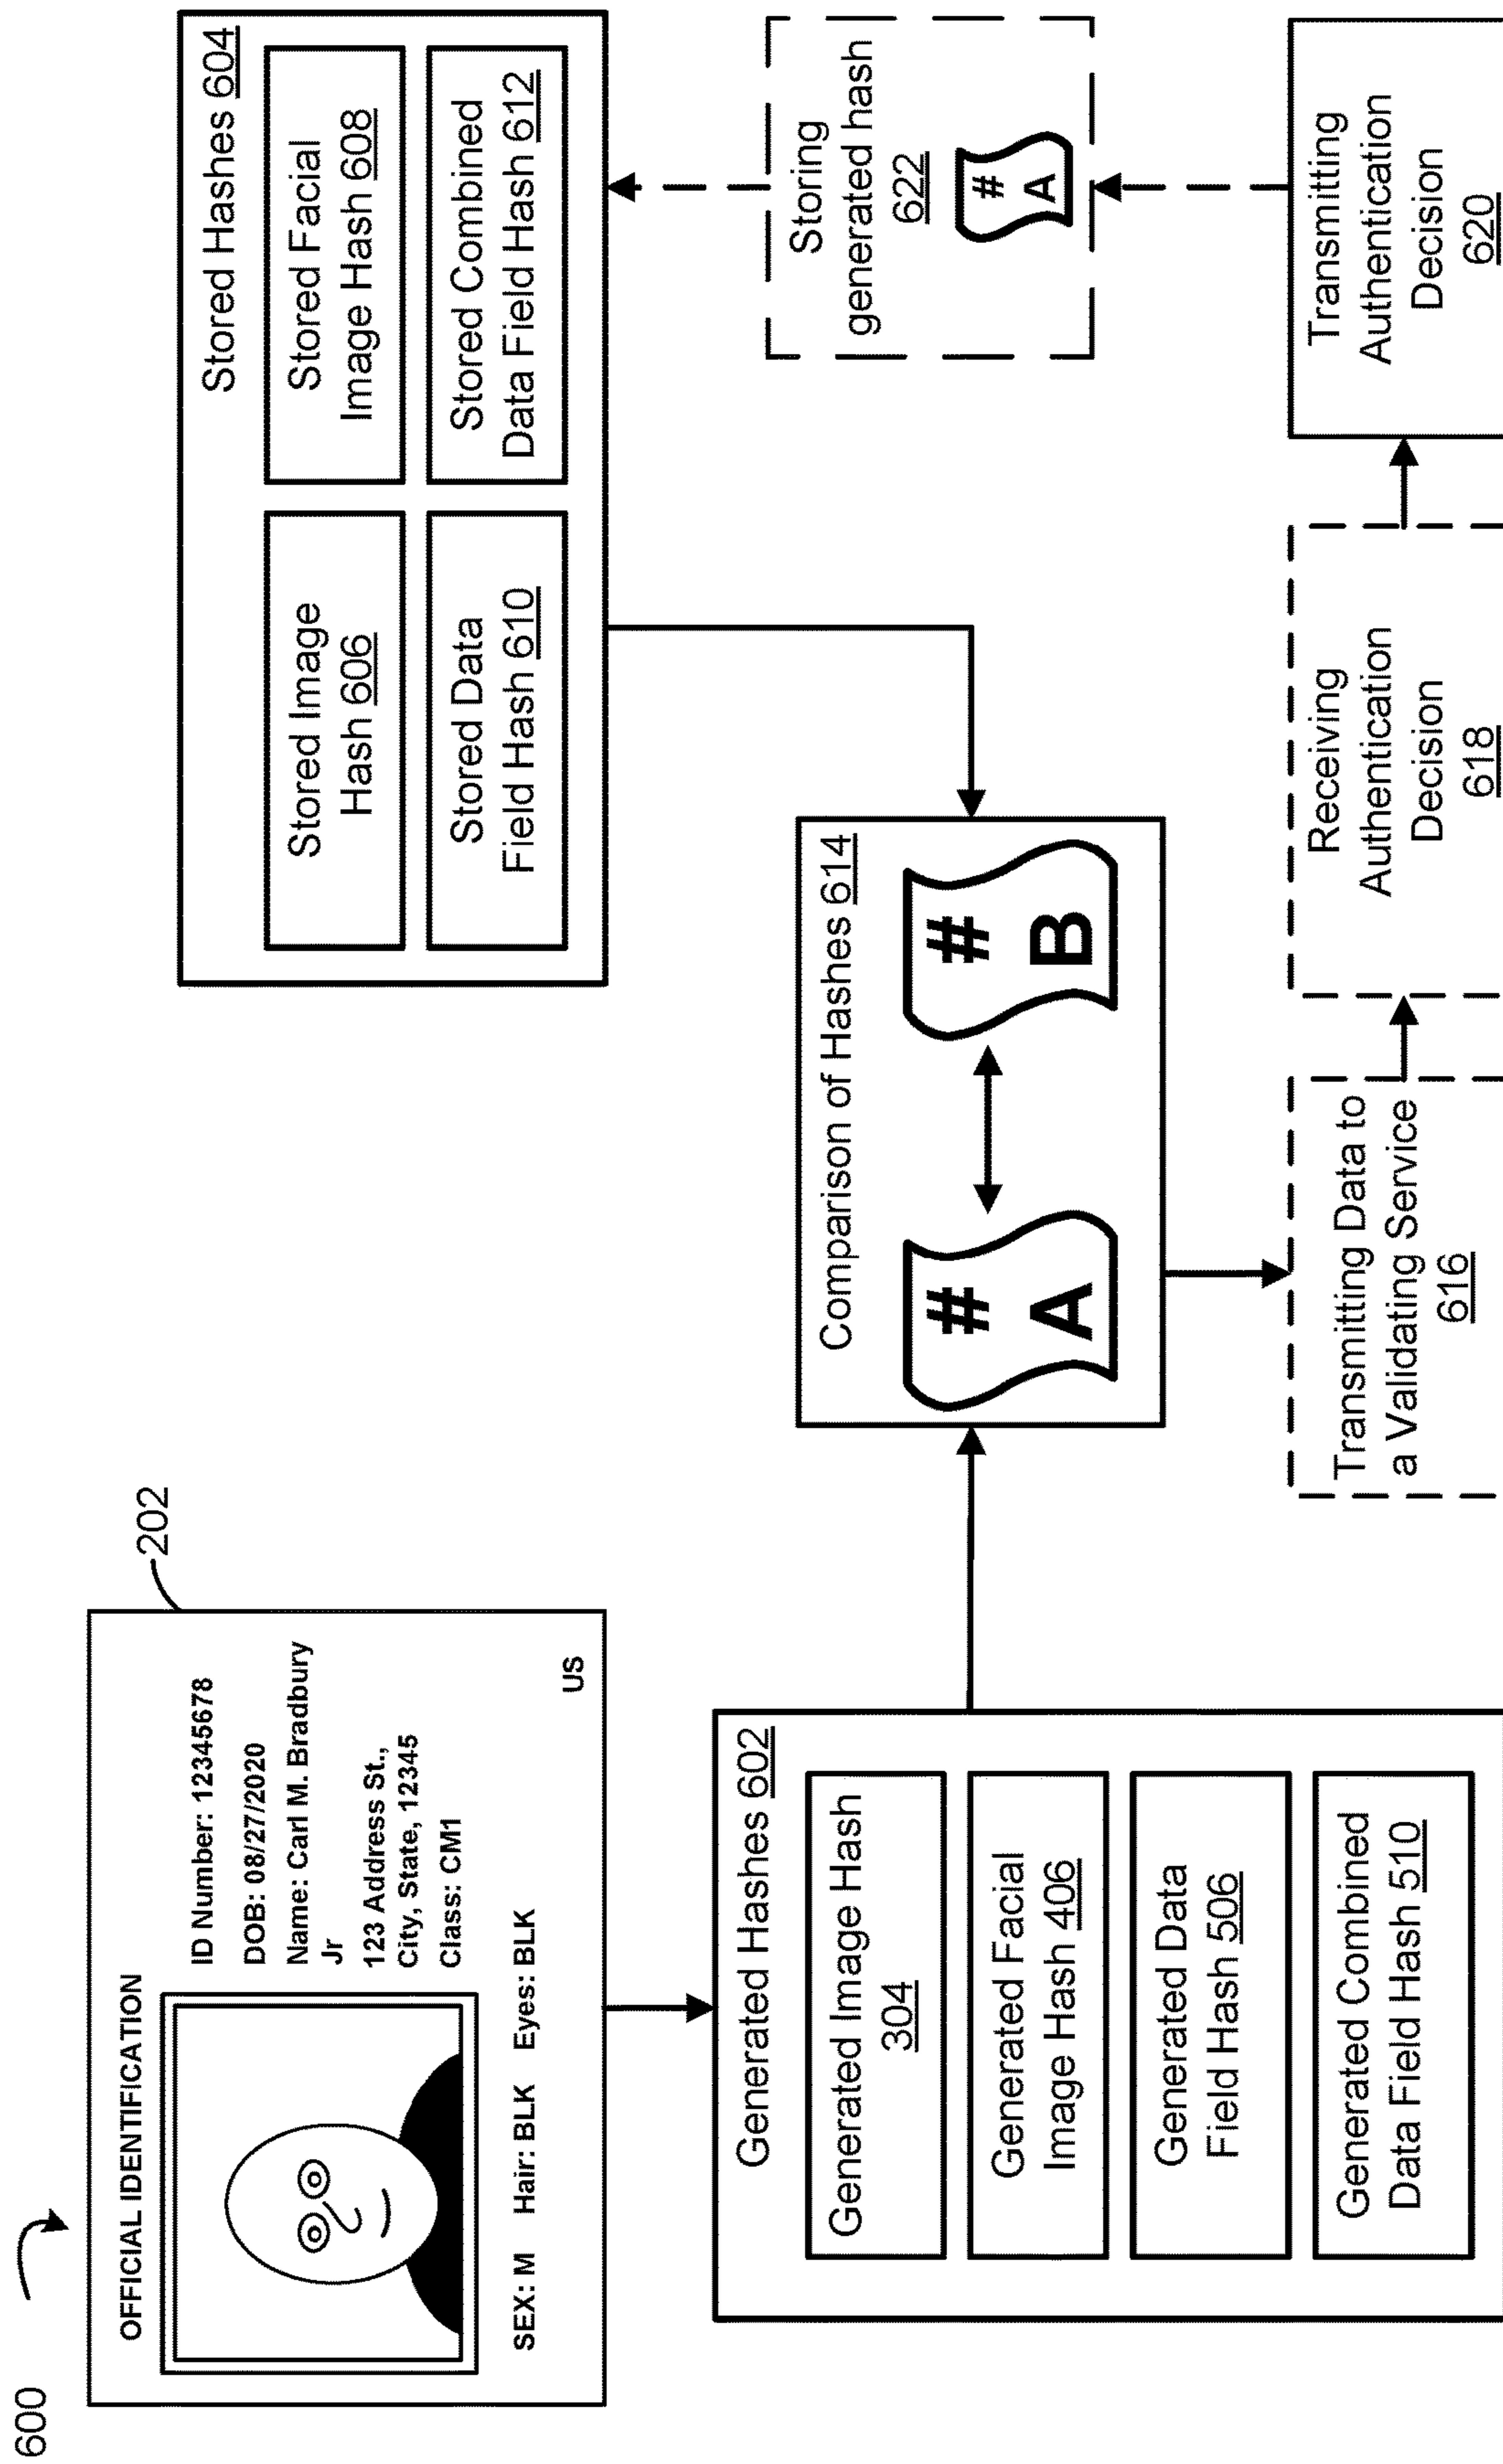 600
202
OFFICIAL IDENTIFICATION
ID Number: 12345678
DOB: 08/27/2020
Name: Carl M. Bradbury
Jr
123 Address St.,
City, State, 12345
Class: CM1
SEX: M Hair: BLK Eyes: BLK
US
Generated Hashes 602
Generated Image Hash
304
Generated Facial
Image Hash 406
Generated Data
Field Hash 506
Generated Combined
Data Field Hash 510
Stored Hashes 604
Stored Image
Hash 606
Stored Facial
Image Hash 608
Stored Data
Field Hash 610
Stored Combined
Data Field Hash 612
Comparison of Hashes 614
# #
A B
Storing
generated hash
622
#
A
Transmitting Data to
a Validating Service
616
Receiving
Authentication
Decision
618
Transmitting
Authentication
Decision
620